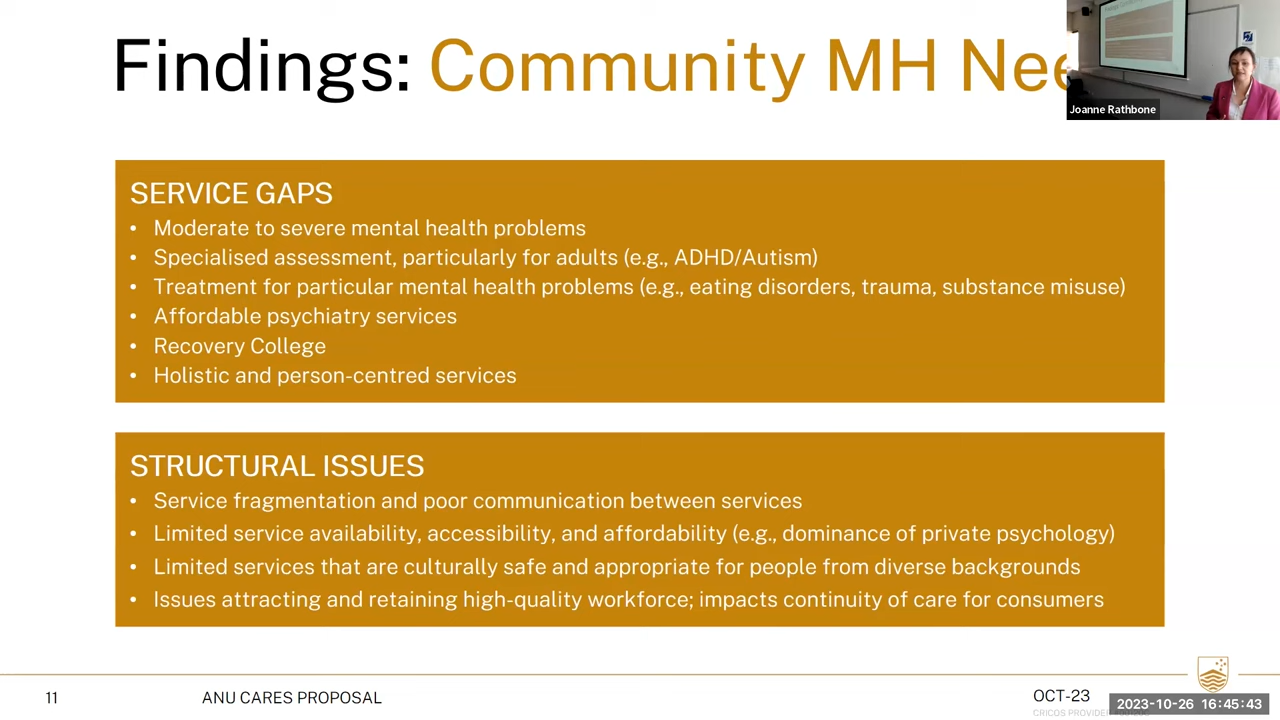 Findings: Community MH Nee
Joanne Rathbone
SERVICE GAPS
• Moderate to severe mental health problems
• Specialised assessment, particularly for adults (e.g., ADHD/Autism)
• Treatment for particular mental health problems (e.g., eating disorders, trauma, substance misuse)
• Affordable psychiatry services
• Recovery College
• Holistic and person-centred services
STRUCTURAL ISSUES
• Service fragmentation and poor communication between services
• Limited service availability, accessibility, and affordability (e.g., dominance of private psychology)
• Limited services that are culturally safe and appropriate for people from diverse backgrounds
• Issues attracting and retaining high-quality workforce; impacts continuity of care for consumers
11
ANU CARES PROPOSAL
OCT-23
2023-10-26 16:45:43
CRICOS PROVIDER